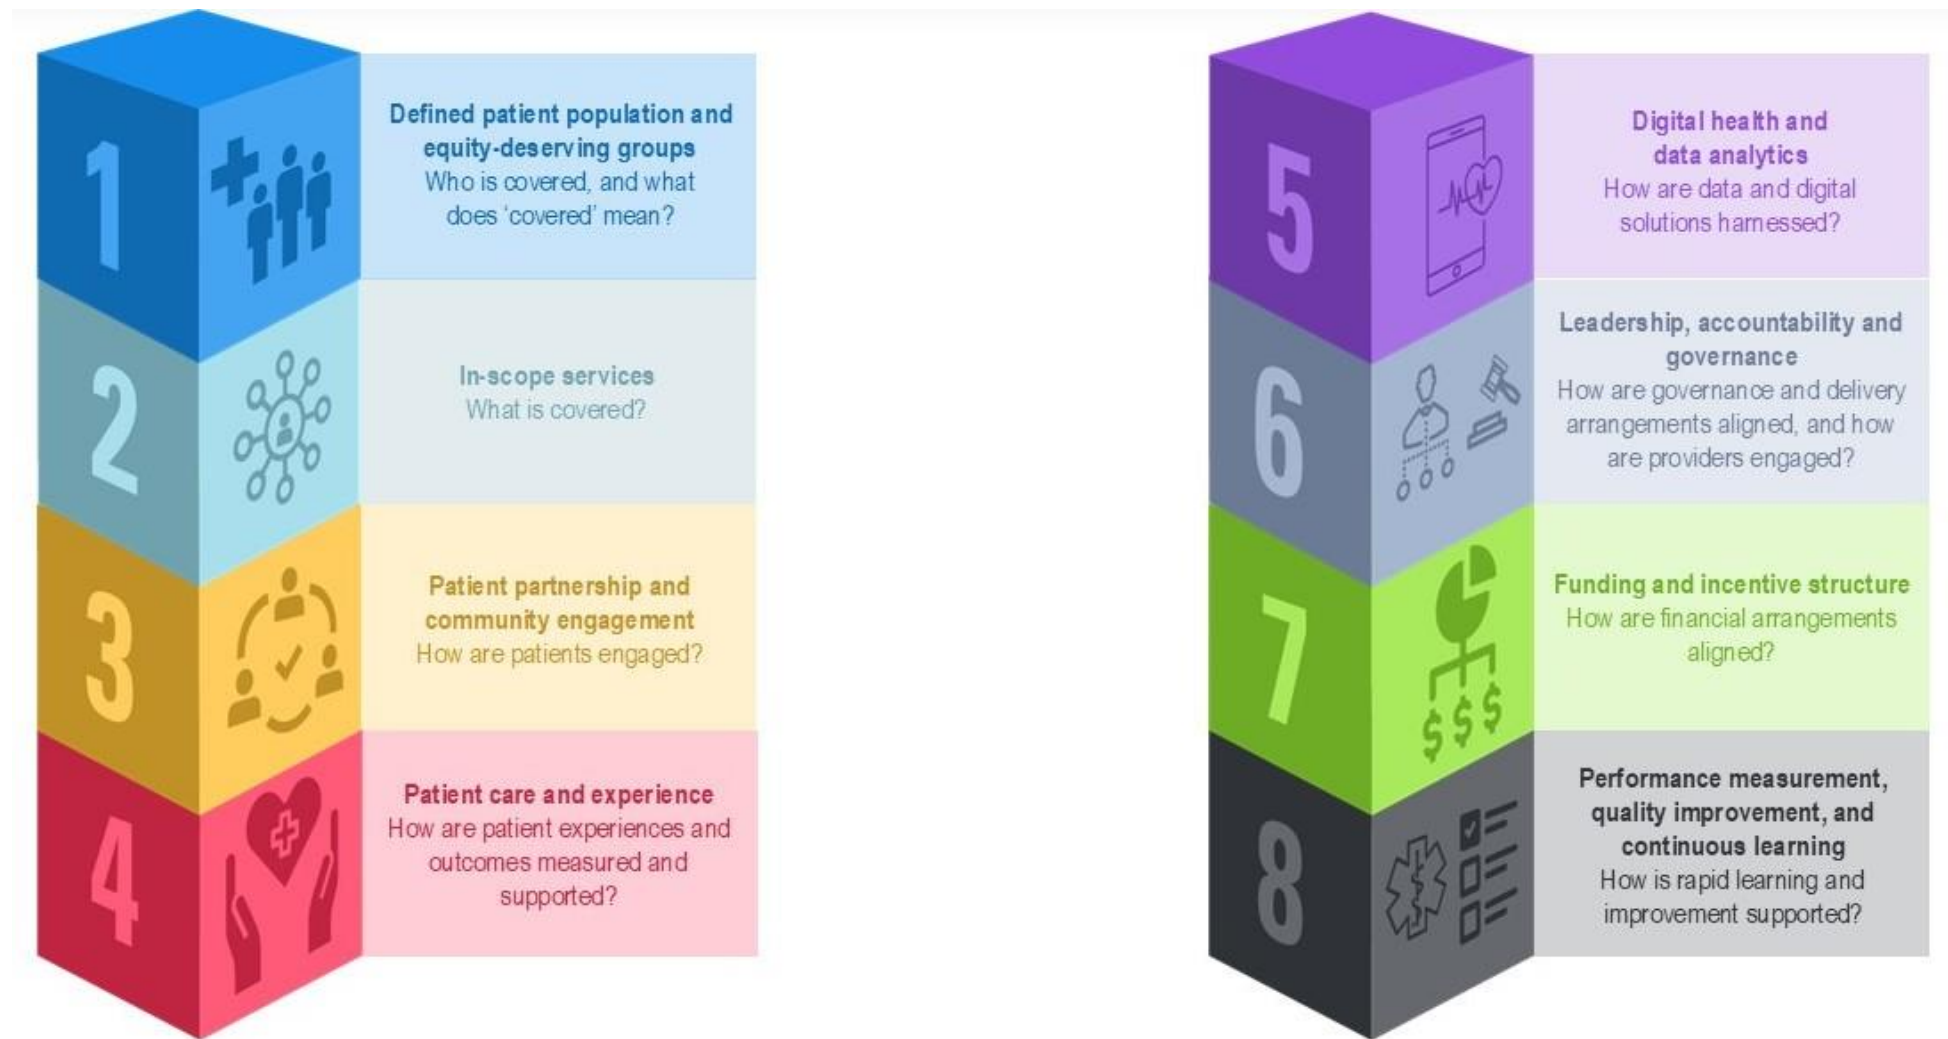 1
Defined patient population and
equity-deserving groups
Who is covered, and what
does ‘covered’ mean?
2
In-scope services
What is covered?
3
Patient partnership and
community engagement
How are patients engaged?
4
Patient care and experience
How are patient experiences and
outcomes measured and
supported?
5
Digital health and
data analytics
How are data and digital
solutions harnessed?
6
Leadership, accountability and
governance
How are governance and delivery
arrangements aligned, and how
are providers engaged?
7
$ $ $
Funding and incentive structure
How are financial arrangements
aligned?
8
Performance measurement,
quality improvement, and
continuous learning
How is rapid learning and
improvement supported?